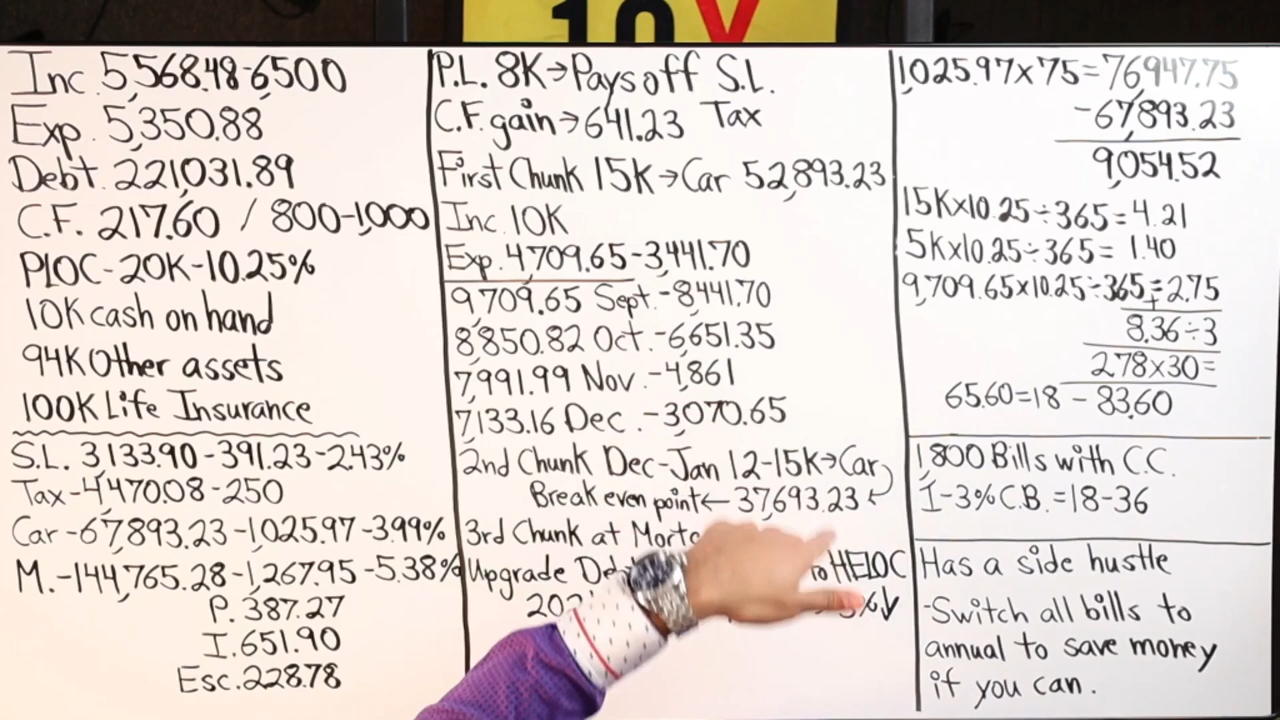 10X
Inc. 5,568.48-6,500
Exp. 5,350.88
Debt. 221,031.89
C.F. 217.60 / 800-1,000
PLOC-20K-10.25%
10K cash on hand
94K Other assets
100K Life Insurance
S.L. 3,133.90-391.23-2.43%
Tax-4,470.08-250
Car-67,893.23-1,025.97-3.99%
M.-144,765.28-1,267.95-5.38%
P. 387.27
I. 651.90
Esc. 228.78
P.L. 8K→Pays off S.L.
C.F. gain→641.23 Tax
First Chunk 15K→Car 52,893.23
Inc. 10K
Exp. 4,709.65-3,441.70
9,709.65 Sept.-8,441.70
8,850.82 Oct.-6,651.35
7,991.99 Nov.-4,861
7,133.16 Dec.-3,070.65
2nd Chunk Dec-Jan 12-15K→Car
Break even point←37,693.23
3rd Chunk at
Upgrade HELOC
%↓
1,025.97x75=76,947.75
-67,893.23
9,054.52
15Kx10.25÷365=4.21
5Kx10.25÷365=1.40
9,709.65x10.25÷365=2.75
+
8.36÷3
2.78x30=
65.60=18-83.60
1,800 Bills with C.C.
1-3% C.B.=18-36
Has a side hustle
-Switch all bills to
annual to save money
if you can.